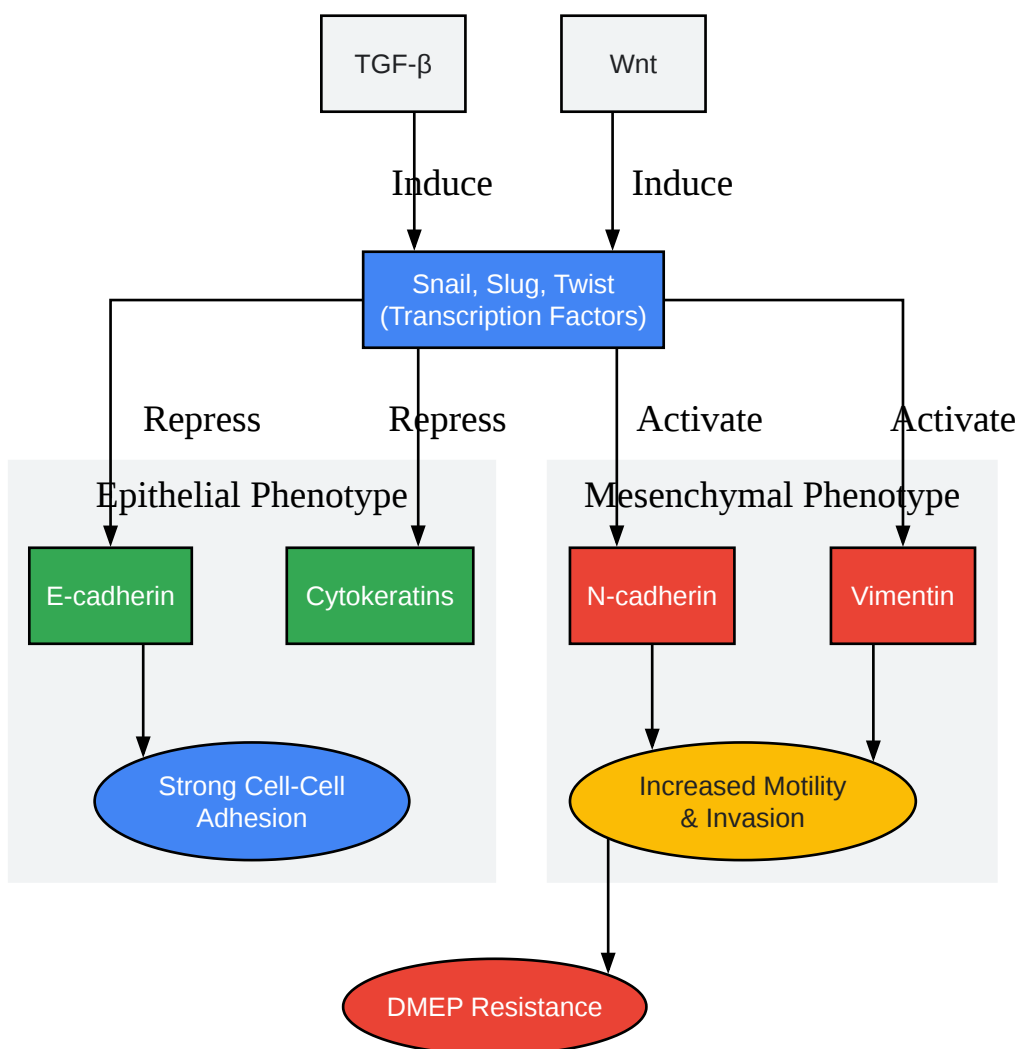 TGF-β
Wnt
Induce
Induce
Snail, Slug, Twist
(Transcription Factors)
Repress
Repress
Activate
Activate
Epithelial Phenotype
Mesenchymal Phenotype
E-cadherin
Cytokeratins
N-cadherin
Vimentin
Strong Cell-Cell
Adhesion
Increased Motility
& Invasion
DMEP Resistance